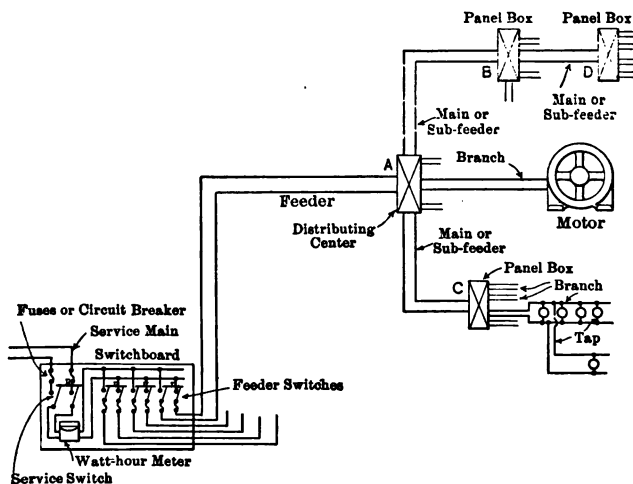 Panel Box
Panel Box
B
D
Main or
Sub-feeder
Main or
Sub-feeder
A
Branch
Feeder
Motor
Distributing
Center
Main or
Sub-feeder
C
Panel Box
Branch
Fuses or Circuit Breaker
Service Main
Tap
Switchboard
Feeder Switches
Watt-hour Meter
Service Switch